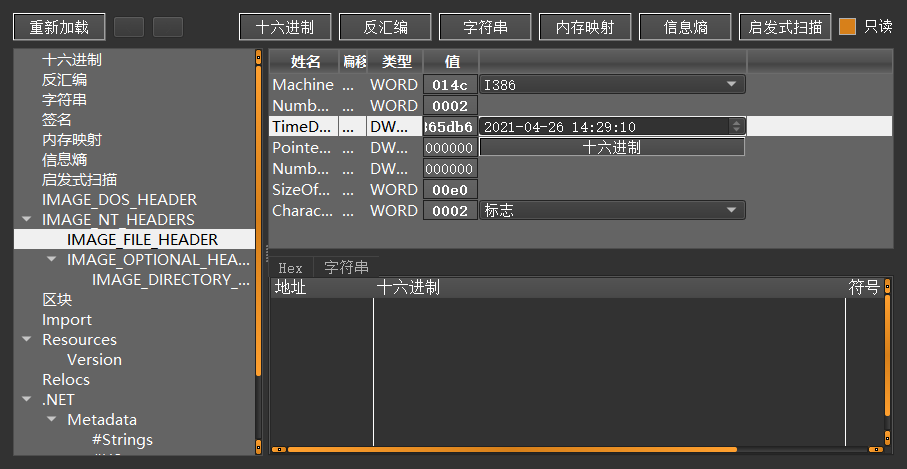 重新加载 十六进制 反汇编 字符串 内存映射 信息熵 启发式扫描 只读
十六进制
反汇编
字符串
签名
内存映射
信息熵
启发式扫描
IMAGE_DOS_HEADER
IMAGE_NT_HEADERS
IMAGE_FILE_HEADER
IMAGE_OPTIONAL_HEA...
IMAGE_DIRECTORY_...
区块
Import
Resources
Version
Relocs
.NET
Metadata
#Strings
姓名 扁移 类型 值
Machine ... WORD 014c I386
Numb... ... WORD 0002
TimeD... ... DW... 365db6 2021-04-26 14:29:10
Pointe... ... DW... 000000 十六进制
Numb... ... DW... 000000
SizeOf... ... WORD 00e0
Charac... ... WORD 0002 标志
Hex 字符串
地址 十六进制 符号